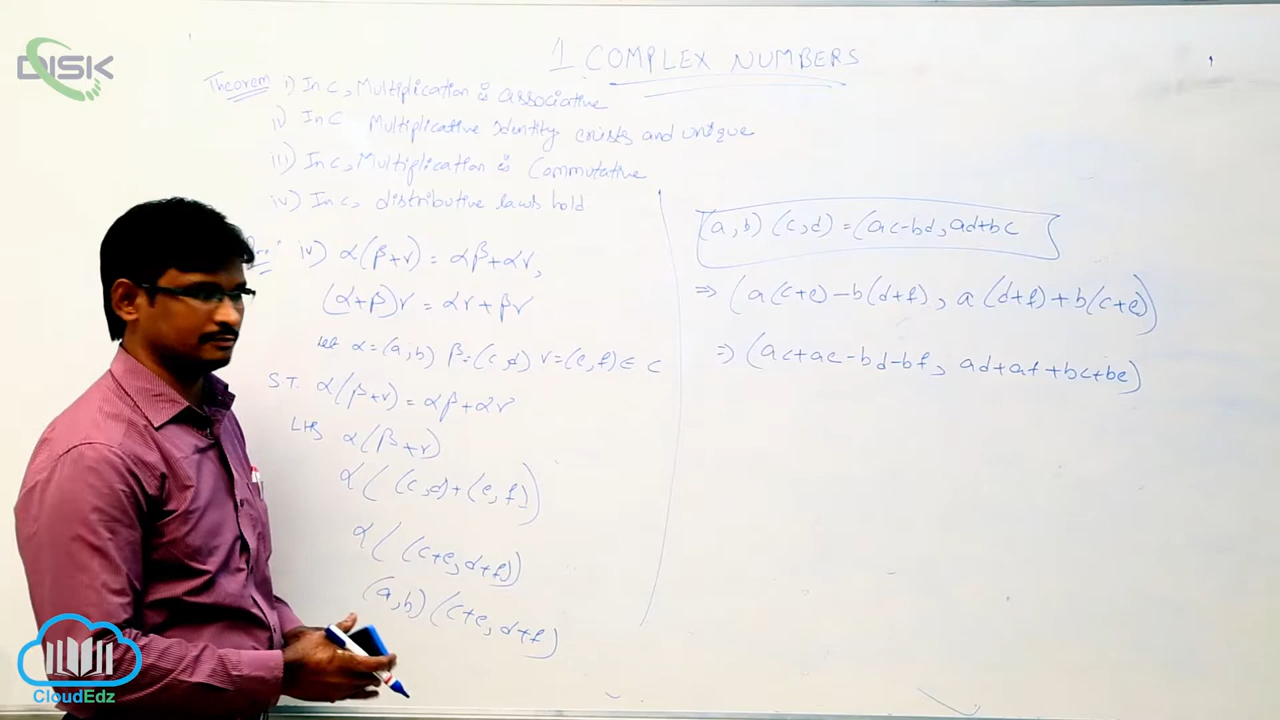 DISK
1. COMPLEX NUMBERS
Theorem i) In C, Multiplication is associative
ii) In C Multiplicative Identity exists and unique
iii) In C, Multiplication is Commutative
iv) In C, distributive laws hold
iv) α(β+γ) = αβ+αγ,
(α+β)γ = αγ+βγ
let α=(a,b) β=(c,d) γ=(e,f) ∈ C
S.T. α(β+γ) = αβ+αγ
LHS α(β+γ)
α((c,d)+(e,f))
α((c+e,d+f))
(a,b)(c+e,d+f)
(a,b)(c,d)=(ac-bd,ad+bc
⇒ (a(c+e)-b(d+f), a(d+f)+b(c+e))
⇒ (ac+ae-bd-bf, ad+af+bc+be)
CloudEdz